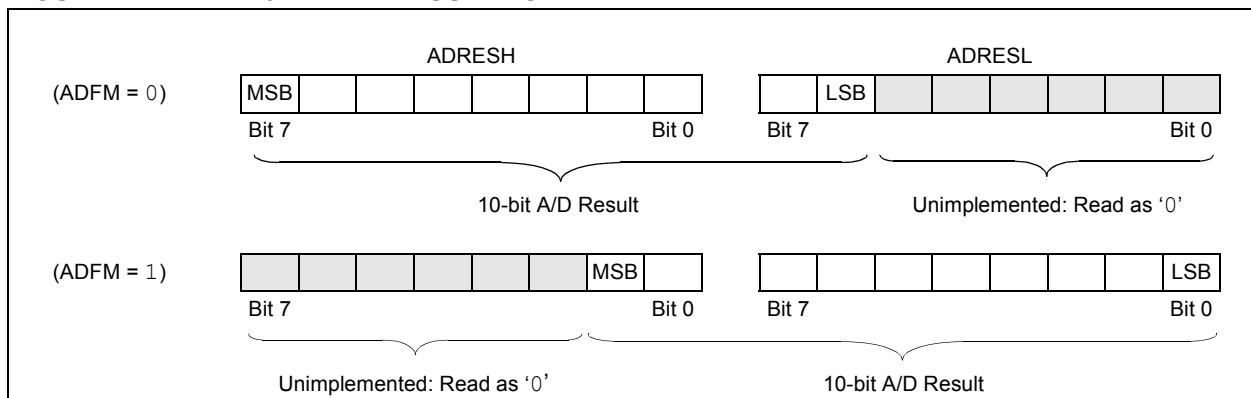 ADRESH ADRESL
(ADFM = 0) MSB LSB
Bit 7 Bit 0 Bit 7 Bit 0
10-bit A/D Result Unimplemented: Read as ‘0’
(ADFM = 1) MSB LSB
Bit 7 Bit 0 Bit 7 Bit 0
Unimplemented: Read as ‘0’ 10-bit A/D Result